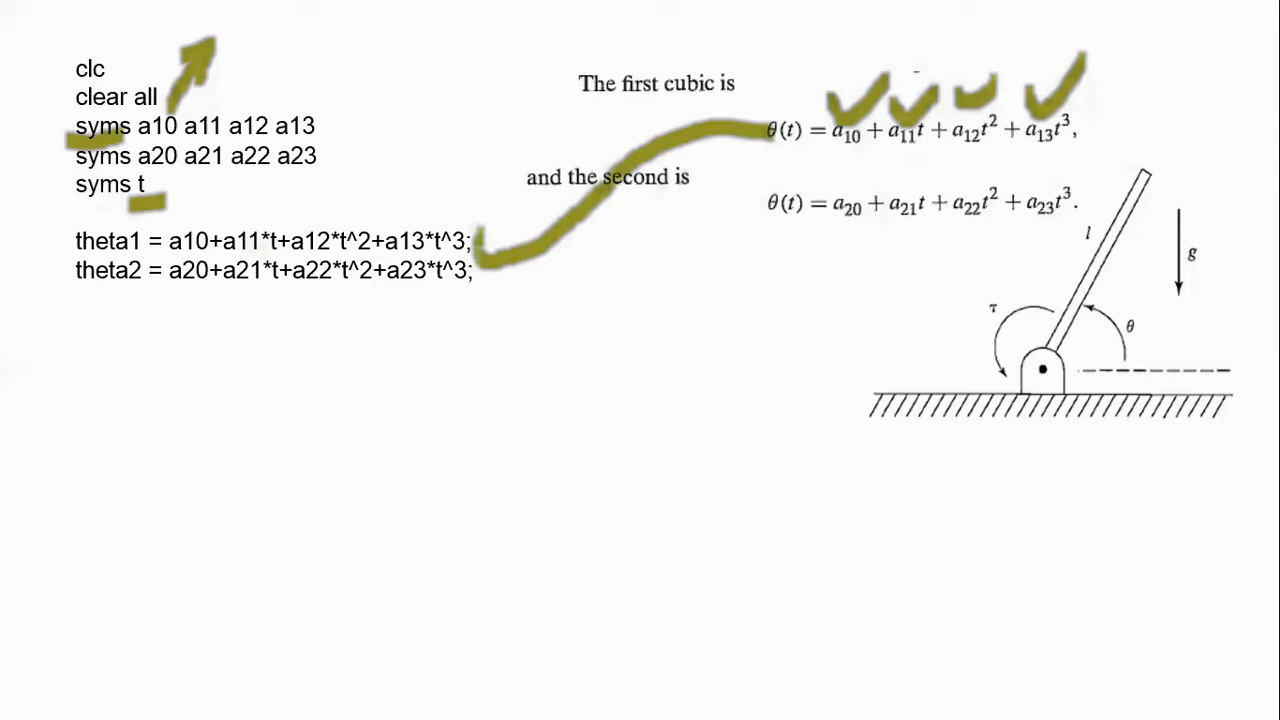 clc
clear all
syms a10 a11 a12 a13
syms a20 a21 a22 a23
syms t
theta1 = a10+a11*t+a12*t^2+a13*t^3;
theta2 = a20+a21*t+a22*t^2+a23*t^3;
The first cubic is
θ(t) = a₁₀ + a₁₁t + a₁₂t² + a₁₃t³,
and the second is
θ(t) = a₂₀ + a₂₁t + a₂₂t² + a₂₃t³.
l
g
τ
θ